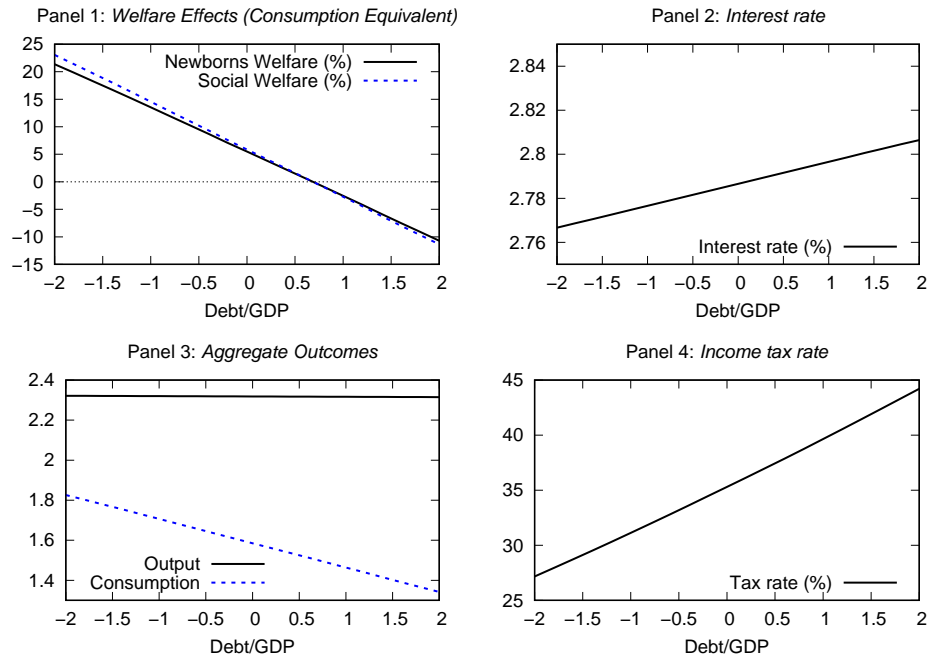 Panel 1: Welfare Effects (Consumption Equivalent)
25
20
15
10
5
0
−5
−10
−15
Newborns Welfare (%)
Social Welfare (%)
−2 −1.5 −1 −0.5 0 0.5 1 1.5 2
Debt/GDP
Panel 2: Interest rate
2.84
2.82
2.8
2.78
2.76
Interest rate (%)
−2 −1.5 −1 −0.5 0 0.5 1 1.5 2
Debt/GDP
Panel 3: Aggregate Outcomes
2.4
2.2
2
1.8
1.6
1.4
Output
Consumption
−2 −1.5 −1 −0.5 0 0.5 1 1.5 2
Debt/GDP
Panel 4: Income tax rate
45
40
35
30
25
Tax rate (%)
−2 −1.5 −1 −0.5 0 0.5 1 1.5 2
Debt/GDP